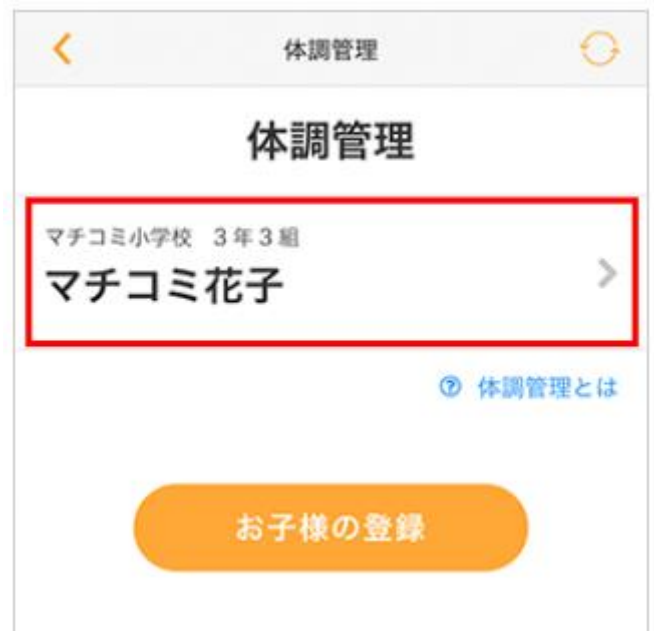 体調管理
体調管理
マチコミ小学校 3年3組
マチコミ花子
? 体調管理とは
お子様の登録